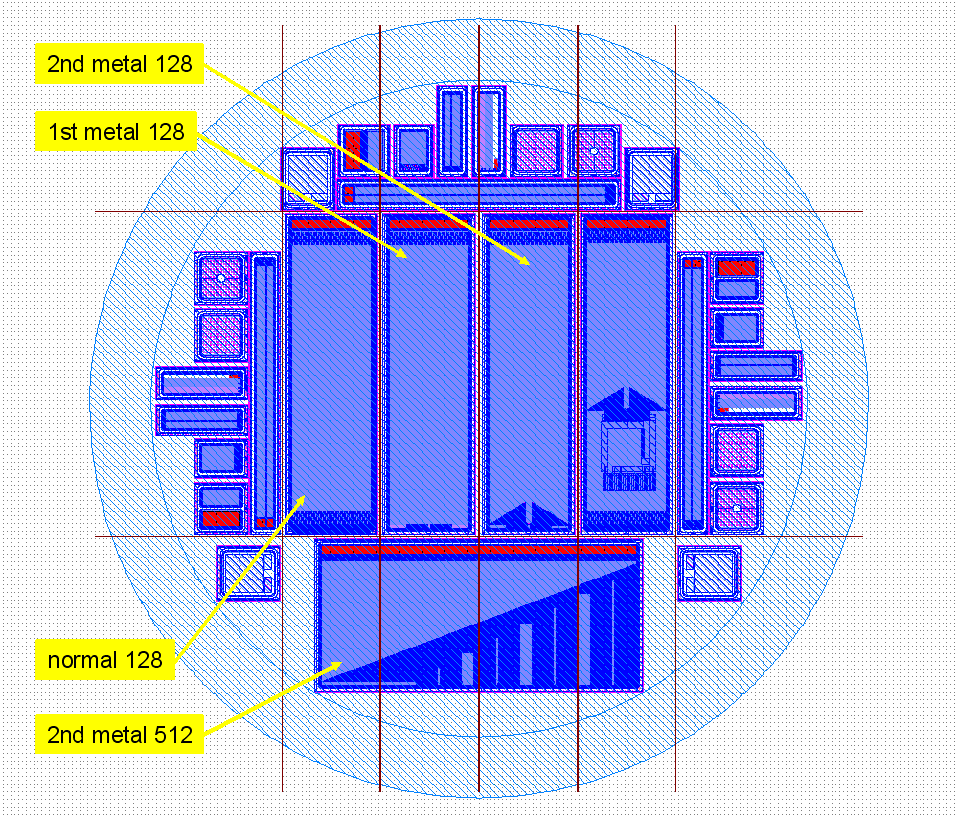 2nd metal 128
1st metal 128
normal 128
2nd metal 512